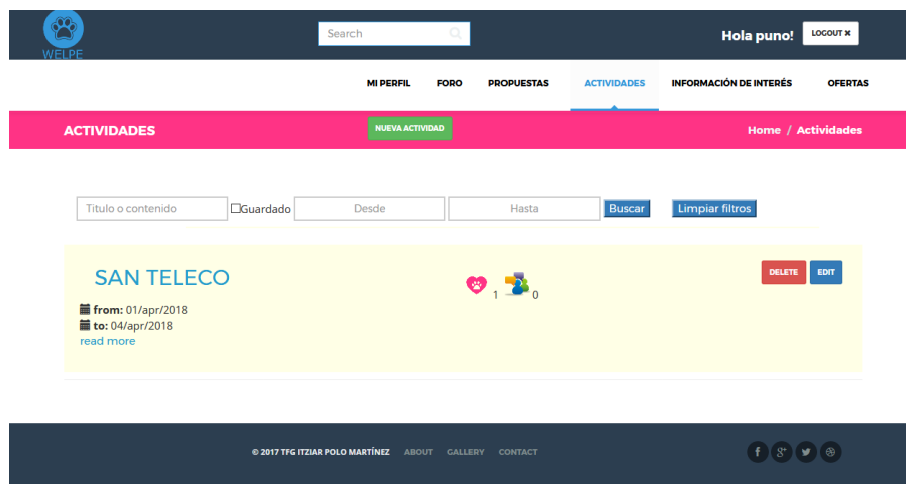 WELPE
Search
Hola puno!
LOGOUT ✖
MI PERFIL FORO PROPUESTAS ACTIVIDADES INFORMACIÓN DE INTERÉS OFERTAS
ACTIVIDADES
NUEVA ACTIVIDAD
Home / Actividades
Titulo o contenido Guardado Desde Hasta Buscar Limpiar filtros
SAN TELECO
1 0
DELETE EDIT
from: 01/apr/2018
to: 04/apr/2018
read more
© 2017 TFG ITZIAR POLO MARTÍNEZ ABOUT GALLERY CONTACT